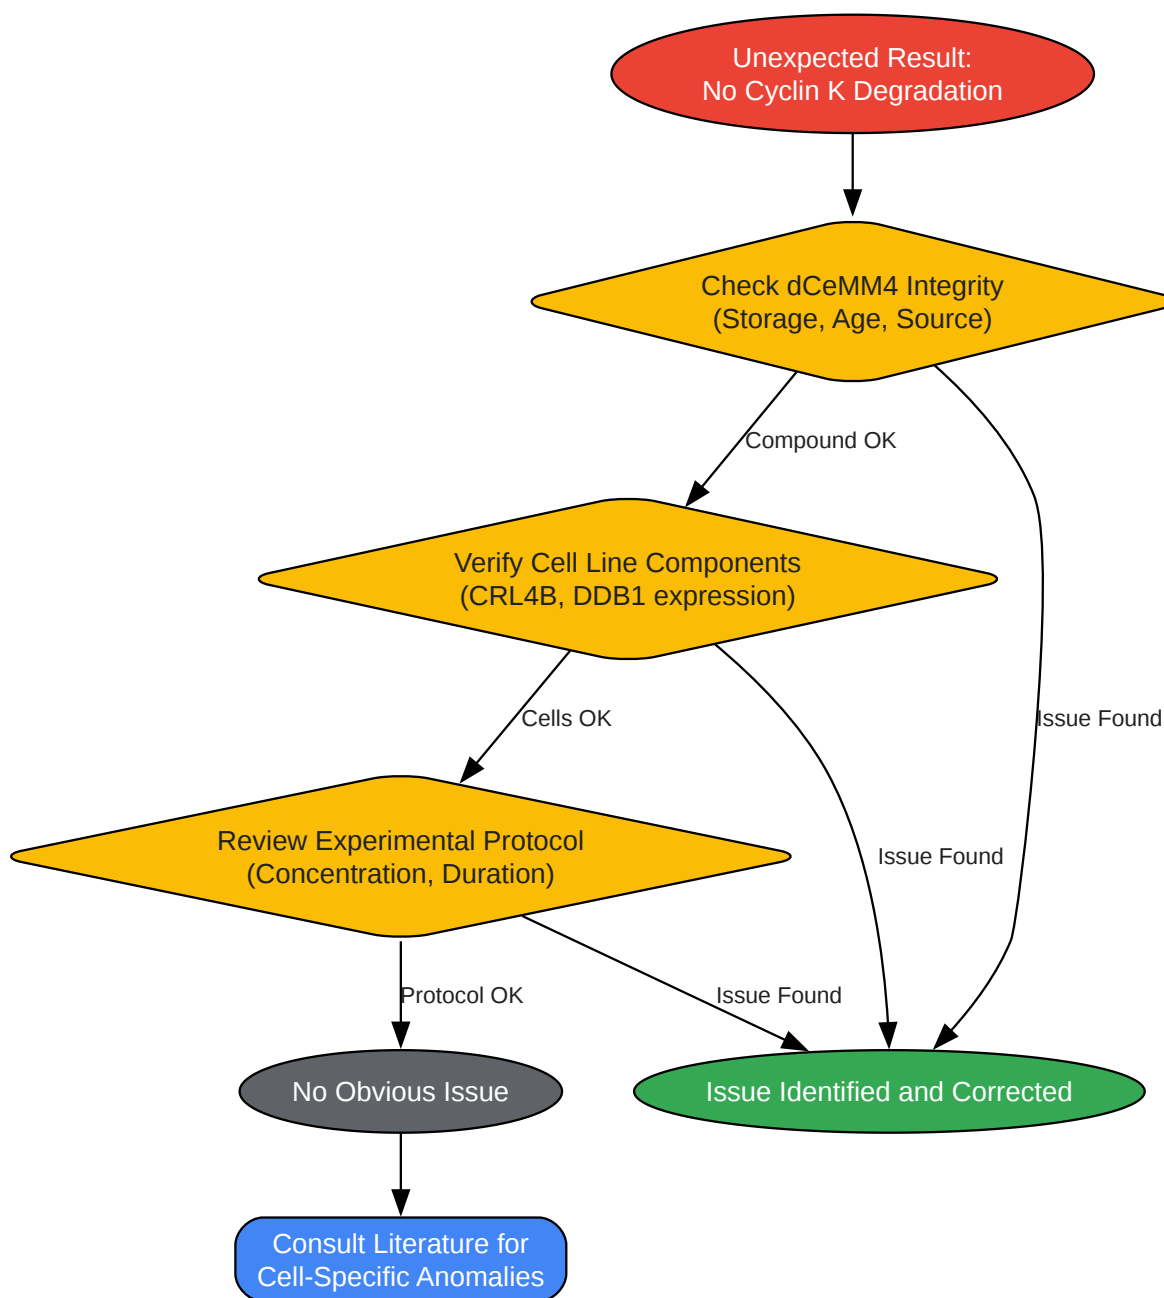 Unexpected Result:
No Cyclin K Degradation
Check dCeMM4 Integrity
(Storage, Age, Source)
Compound OK
Verify Cell Line Components
(CRL4B, DDB1 expression)
Cells OK
Issue Found
Review Experimental Protocol
(Concentration, Duration)
Issue Found
Protocol OK
Issue Found
No Obvious Issue
Issue Identified and Corrected
Consult Literature for
Cell-Specific Anomalies